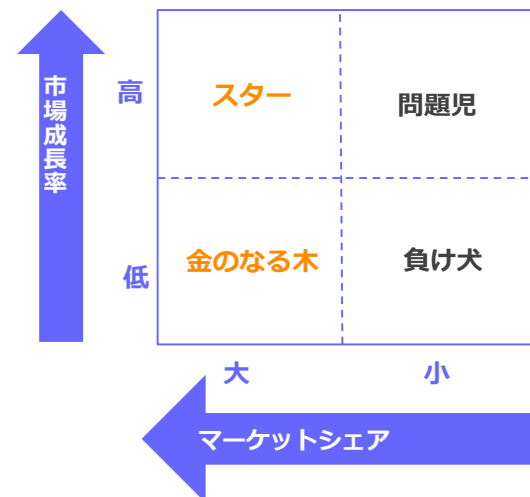 市場成長率
高
スター
問題児
低
金のなる木
負け犬
大
小
マーケットシェア